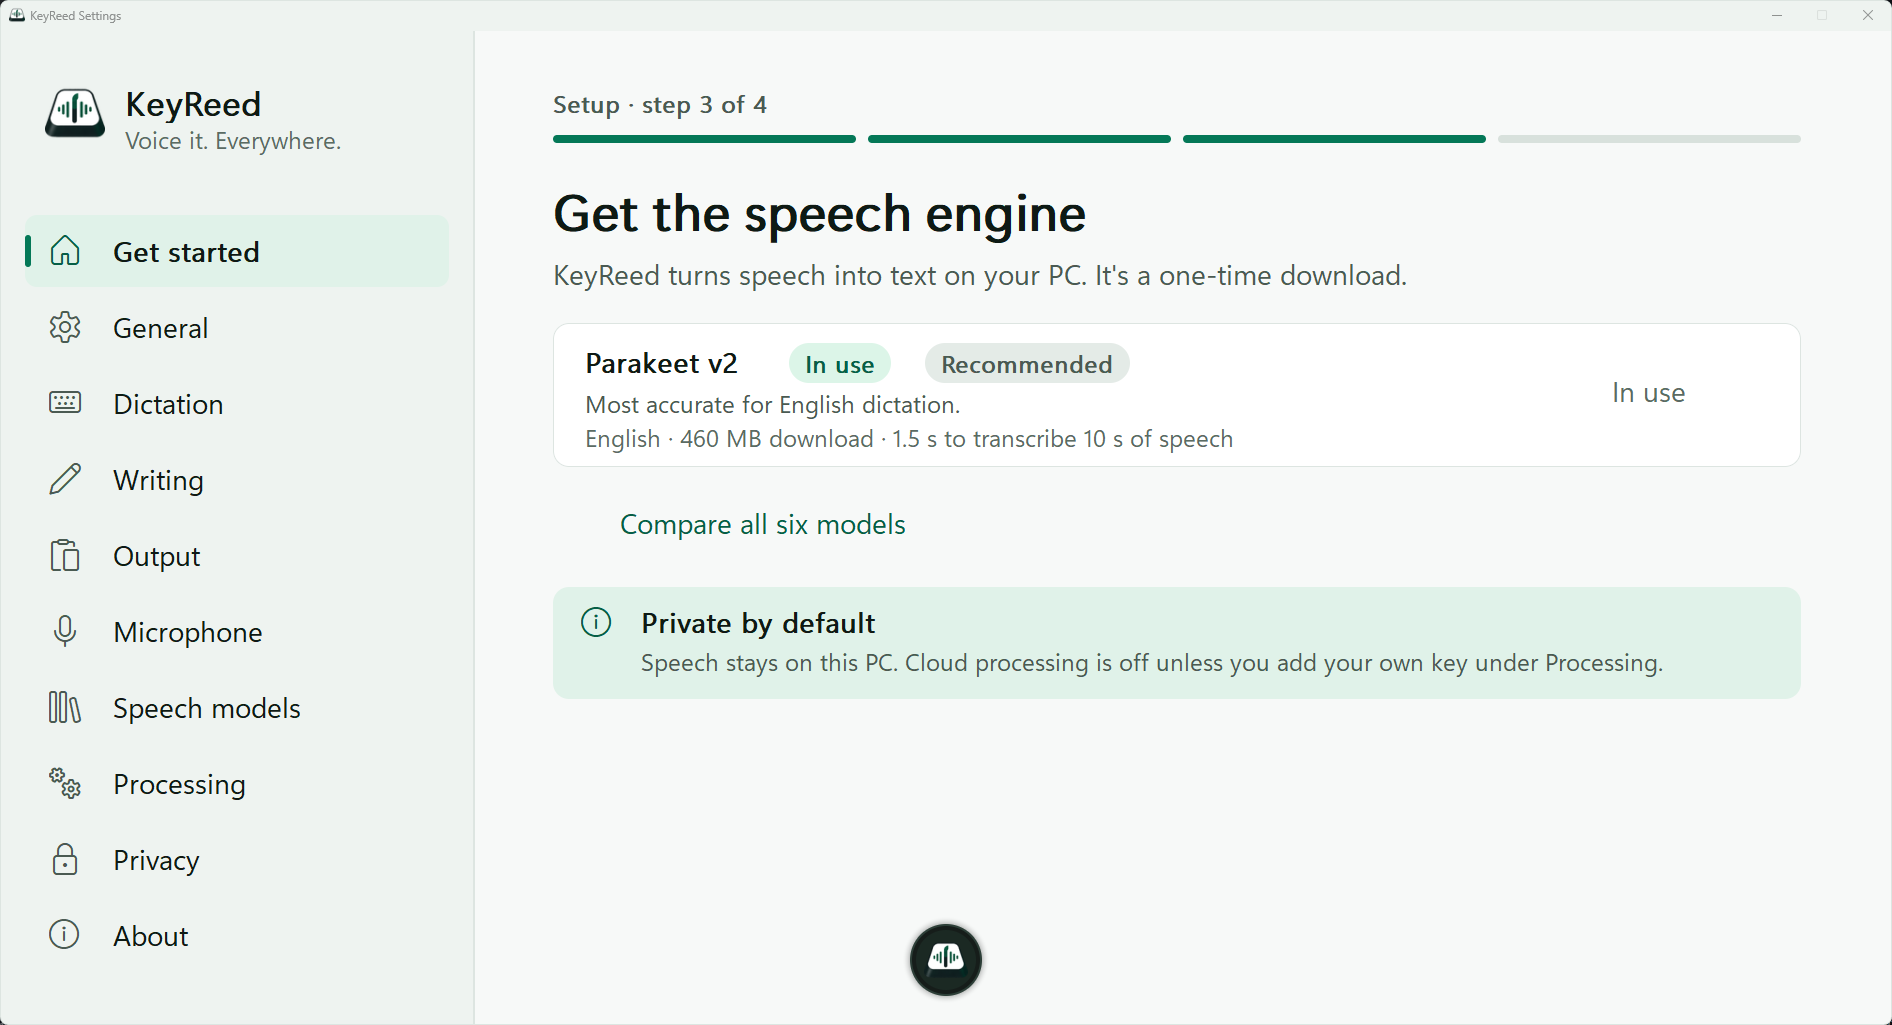 KeyReed Settings
KeyReed
Voice it. Everywhere.
Get started
General
Dictation
Writing
Output
Microphone
Speech models
Processing
Privacy
About
Setup · step 3 of 4
Get the speech engine
KeyReed turns speech into text on your PC. It's a one-time download.
Parakeet v2 In use Recommended
Most accurate for English dictation.
English · 460 MB download · 1.5 s to transcribe 10 s of speech
In use
Compare all six models
Private by default
Speech stays on this PC. Cloud processing is off unless you add your own key under Processing.